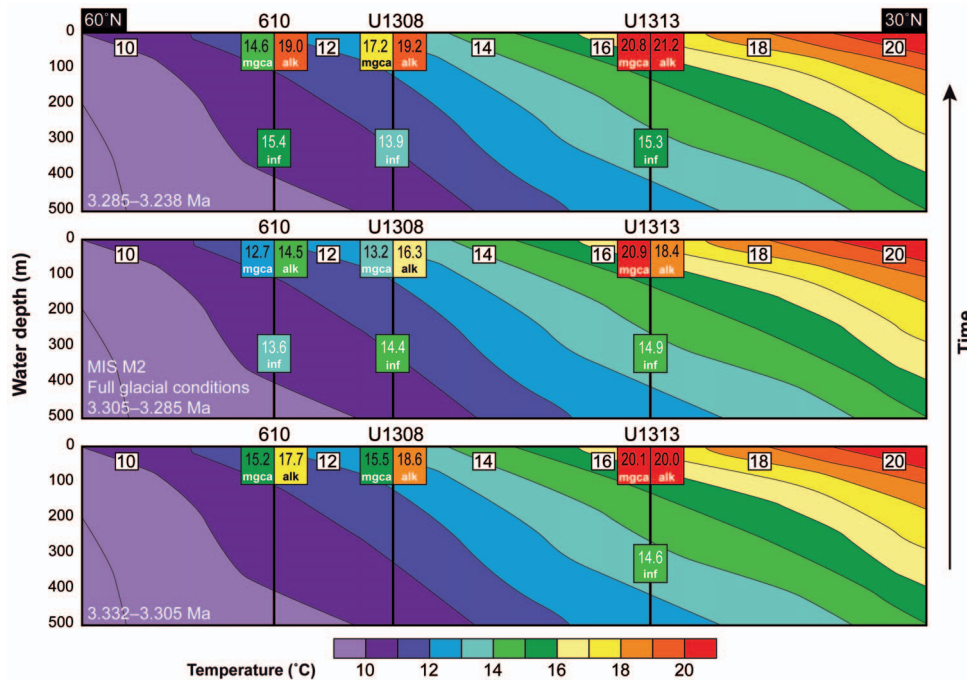 610 U1308 U1313
0 60°N 30°N
10 14.6 19.0 12 17.2 19.2 14 16 20.8 21.2 18 20
mgca alk mgca alk mgca alk
100
200
300 15.4 13.9 15.3
inf inf inf
400
500 3.285–3.238 Ma
610 U1308 U1313
0
10 12.7 14.5 12 13.2 16.3 14 16 20.9 18.4 18 20
mgca alk mgca alk mgca alk
100
200
300 13.6 14.4 14.9
inf inf inf
MIS M2
400 Full glacial conditions
500 3.305–3.285 Ma
610 U1308 U1313
0
10 15.2 17.7 12 15.5 18.6 14 16 20.1 20.0 18 20
mgca alk mgca alk mgca alk
100
200
300 14.6
inf
400
500 3.332–3.305 Ma
Water depth (m)
Time
10 12 14 16 18 20
Temperature (˚C)